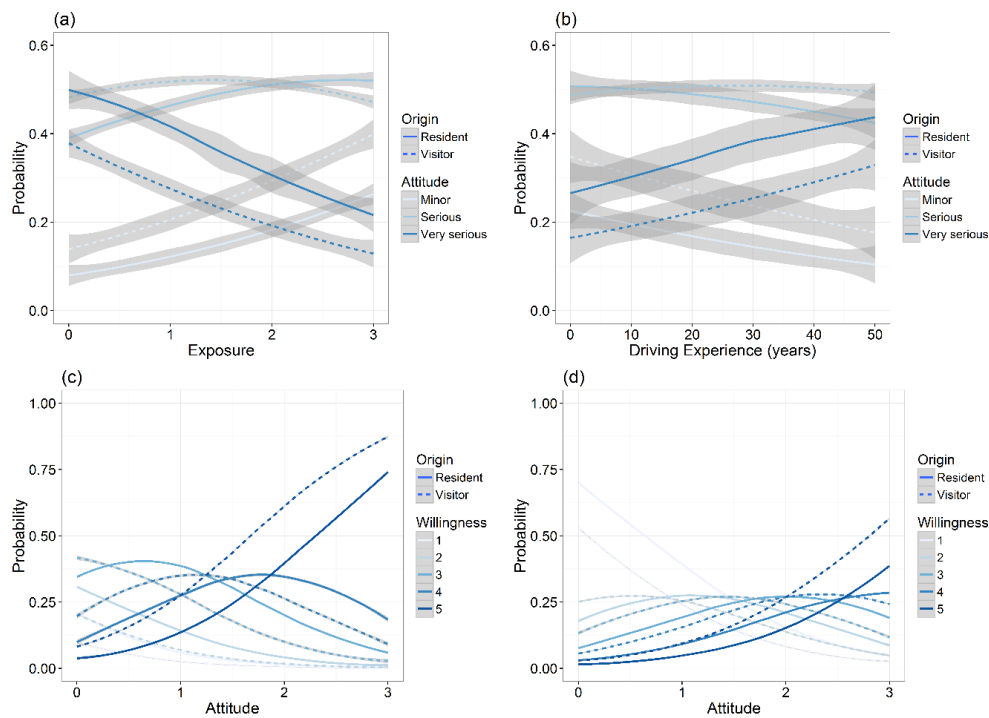 (a)
0.6
0.4
0.2
0.0
Probability
0 1 2 3
Exposure
Origin
Resident
Visitor
Attitude
Minor
Serious
Very serious
(b)
0.6
0.4
0.2
0.0
Probability
0 10 20 30 40 50
Driving Experience (years)
Origin
Resident
Visitor
Attitude
Minor
Serious
Very serious
(c)
1.00
0.75
0.50
0.25
0.00
Probability
0 1 2 3
Attitude
Origin
Resident
Visitor
Willingness
1
2
3
4
5
(d)
1.00
0.75
0.50
0.25
0.00
Probability
0 1 2 3
Attitude
Origin
Resident
Visitor
Willingness
1
2
3
4
5